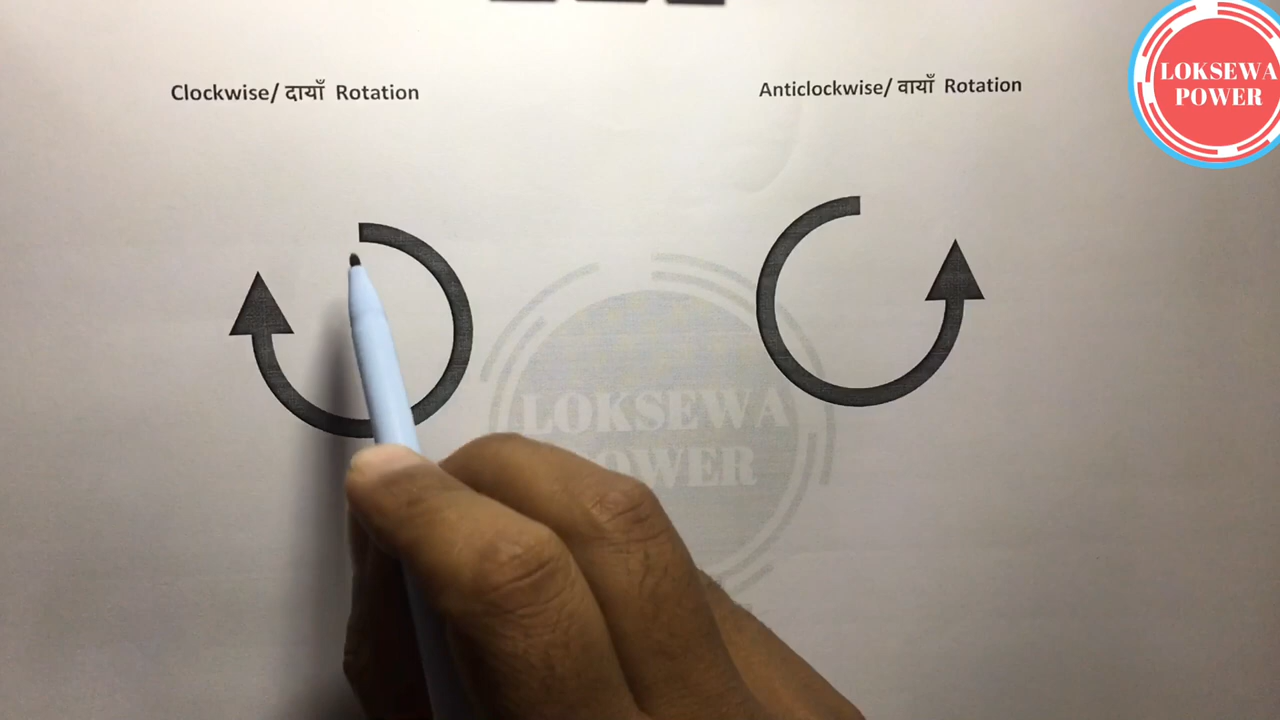 Clockwise/ दायाँ Rotation
Anticlockwise/ वायाँ Rotation
LOKSEWA
POWER
LOKSEWA
POWER